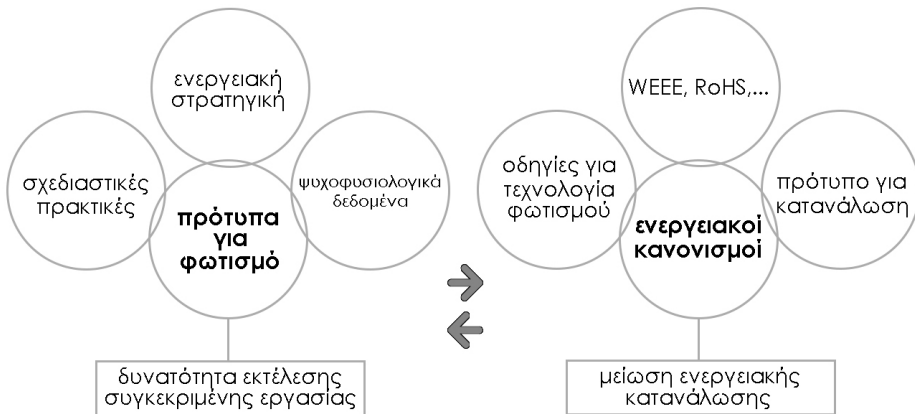 ενεργειακή
στρατηγική
σχεδιαστικές
πρακτικές
ψυχοφυσιολογικά
δεδομένα
πρότυπα
για
φωτισμό
δυνατότητα εκτέλεσης
συγκεκριμένης εργασίας
WEEE, RoHS,...
οδηγίες για
τεχνολογία
φωτισμού
πρότυπο για
κατανάλωση
ενεργειακοί
κανονισμοί
μείωση ενεργειακής
κατανάλωσης